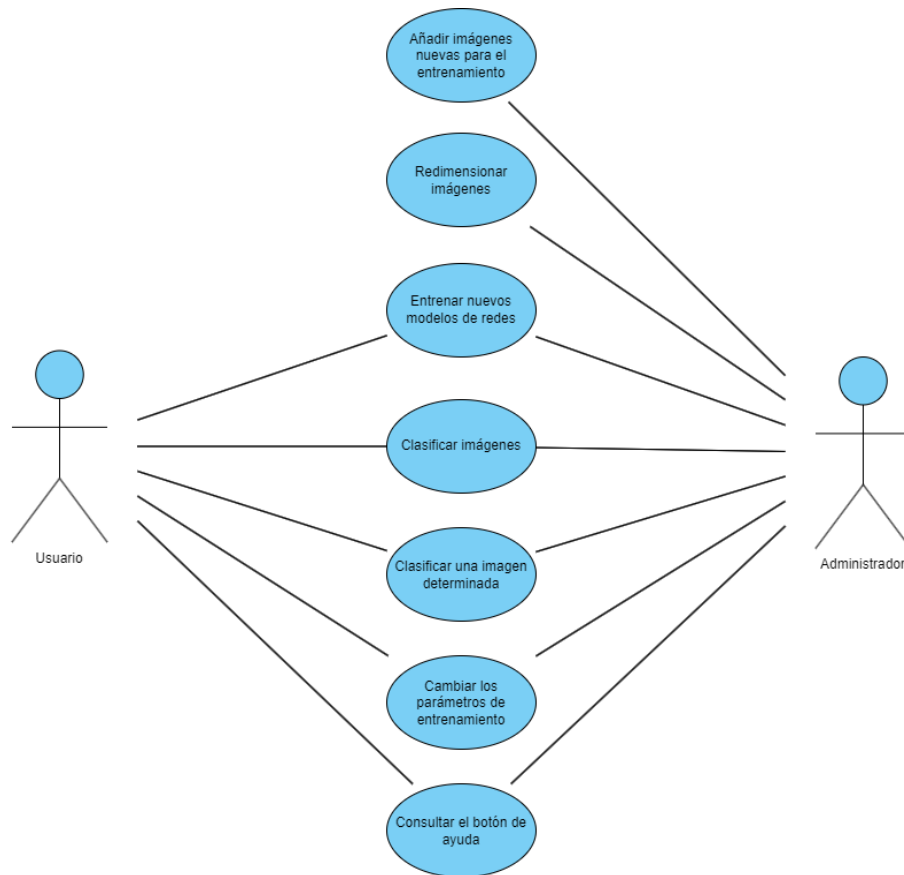 Añadir imágenes
nuevas para el
entrenamiento
Redimensionar
imágenes
Entrenar nuevos
modelos de redes
Clasificar imágenes
Usuario
Administrador
Clasificar una imagen
determinada
Cambiar los
parámetros de
entrenamiento
Consultar el botón de
ayuda